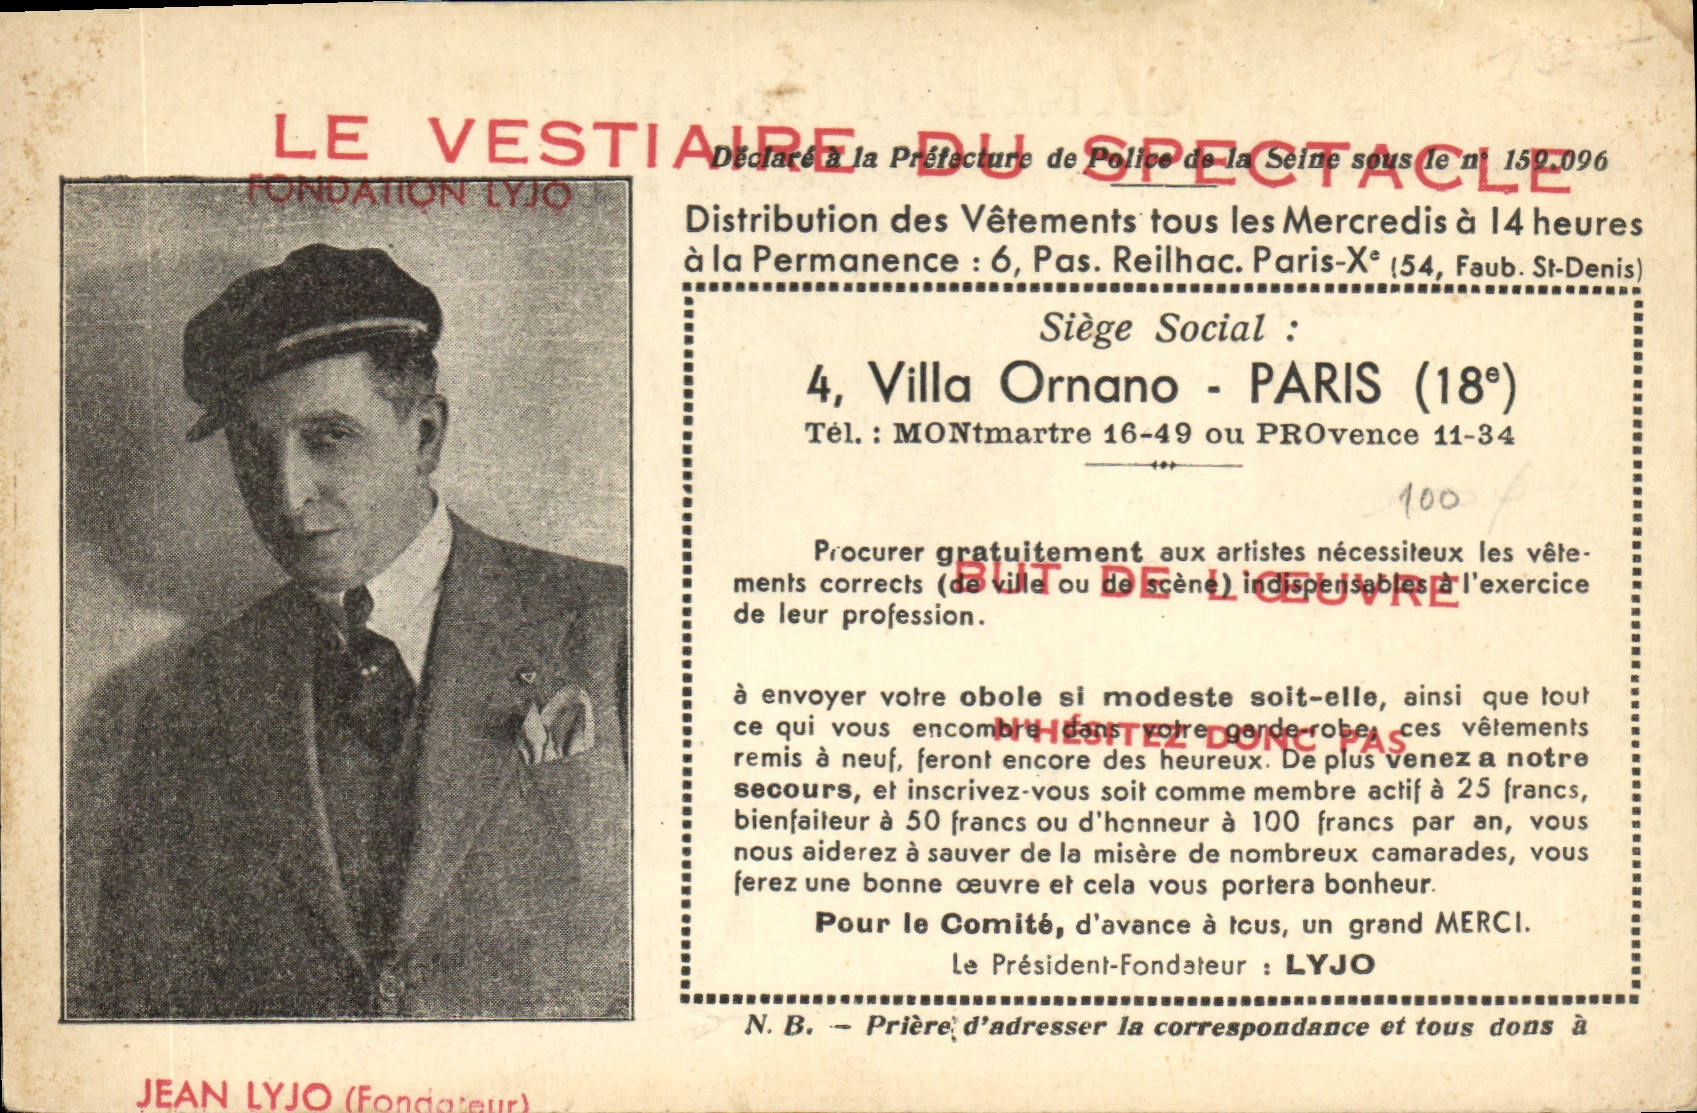 LE VESTIAIRE DU SPECTACLE
FONDATION LYJO
Déclaré à la Préfecture de Police de la Seine sous le n° 159.096
Distribution des Vêtements tous les Mercredis à 14 heures
à la Permanence : 6, Pas. Reilhac. Paris-Xe (54, Faub. St-Denis)
Siège Social :
4, Villa Ornano - PARIS (18e)
Tél. : MONtmartre 16-49 ou PROvence 11-34
100
BUT DE L'ŒUVRE
Procurer gratuitement aux artistes nécessiteux les vête-
ments corrects (de ville ou de scène) indispensables à l'exercice
de leur profession.
N'HÉSITEZ DONC PAS
à envoyer votre obole si modeste soit-elle, ainsi que tout
ce qui vous encombre dans votre garde-robe; ces vêtements
remis à neuf, feront encore des heureux. De plus venez a notre
secours, et inscrivez-vous soit comme membre actif à 25 francs,
bienfaiteur à 50 francs ou d'honneur à 100 francs par an, vous
nous aiderez à sauver de la misère de nombreux camarades, vous
ferez une bonne œuvre et cela vous portera bonheur.
Pour le Comité, d'avance à tous, un grand MERCI.
Le Président-Fondateur : LYJO
N. B. — Prière d'adresser la correspondance et tous dons à
JEAN LYJO (Fondateur)